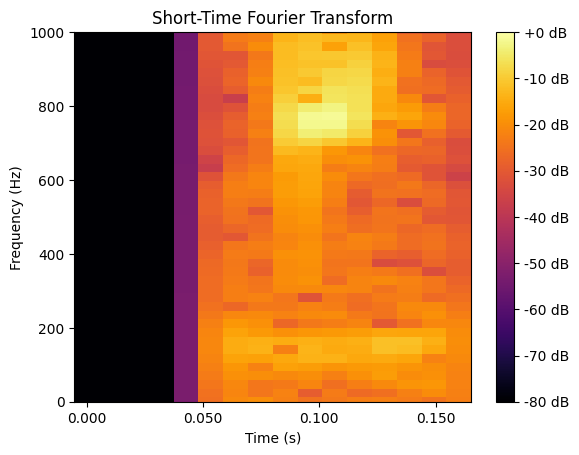 Short-Time Fourier Transform
1000
800
600
400
200
0
Frequency (Hz)
0.000
0.050
0.100
0.150
Time (s)
+0 dB
-10 dB
-20 dB
-30 dB
-40 dB
-50 dB
-60 dB
-70 dB
-80 dB